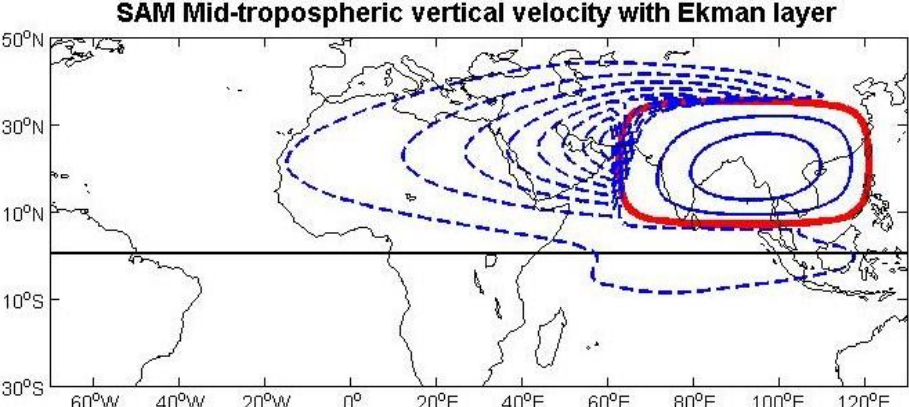 SAM Mid-tropospheric vertical velocity with Ekman layer
50°N
30°N
10°N
10°S
30°S
60°W 40°W 20°W 0° 20°E 40°E 60°E 80°E 100°E 120°E